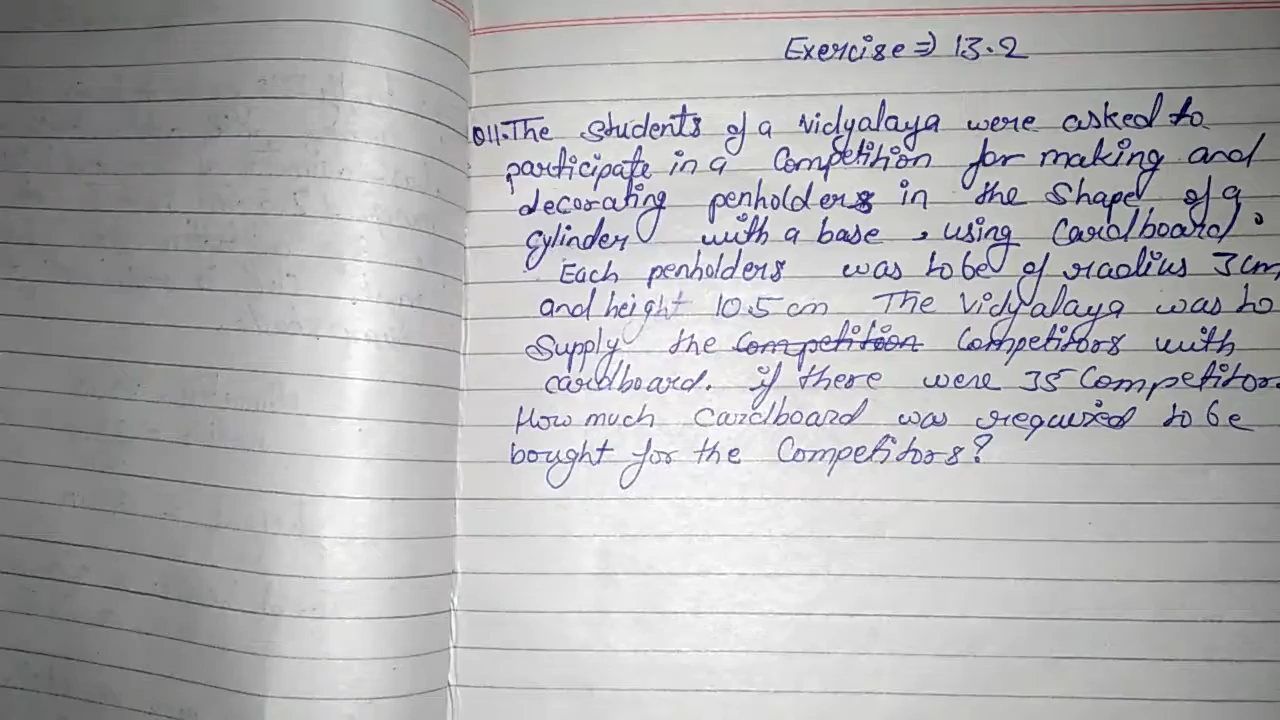 Exercise ⇒ 13.2
Q11. The students of a vidyalaya were asked to
participate in a Competition for making and
decorating penholders in the shape of a
cylinder with a base, using Cardboard.
Each penholders was to be of radius 3cm
and height 10.5 cm The Vidyalaya was to
Supply the competition Competitors with
cardboard. if there were 35 Competitor
How much Cardboard was required to be
bought for the Competitors?